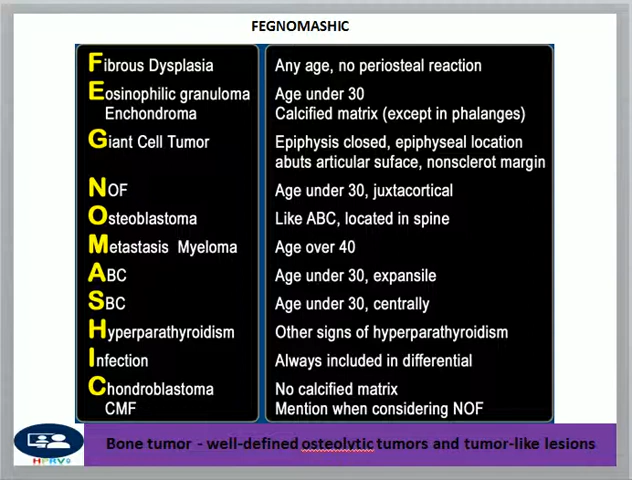 FEGNOMASHIC
Fibrous Dysplasia Any age, no periosteal reaction
Eosinophilic granuloma Age under 30
Enchondroma Calcified matrix (except in phalanges)
Giant Cell Tumor Epiphysis closed, epiphyseal location
abuts articular suface, nonsclerot margin
NOF Age under 30, juxtacortical
Osteoblastoma Like ABC, located in spine
Metastasis Myeloma Age over 40
ABC Age under 30, expansile
SBC Age under 30, centrally
Hyperparathyroidism Other signs of hyperparathyroidism
Infection Always included in differential
Chondroblastoma No calcified matrix
CMF Mention when considering NOF
Bone tumor - well-defined osteolytic tumors and tumor-like lesions